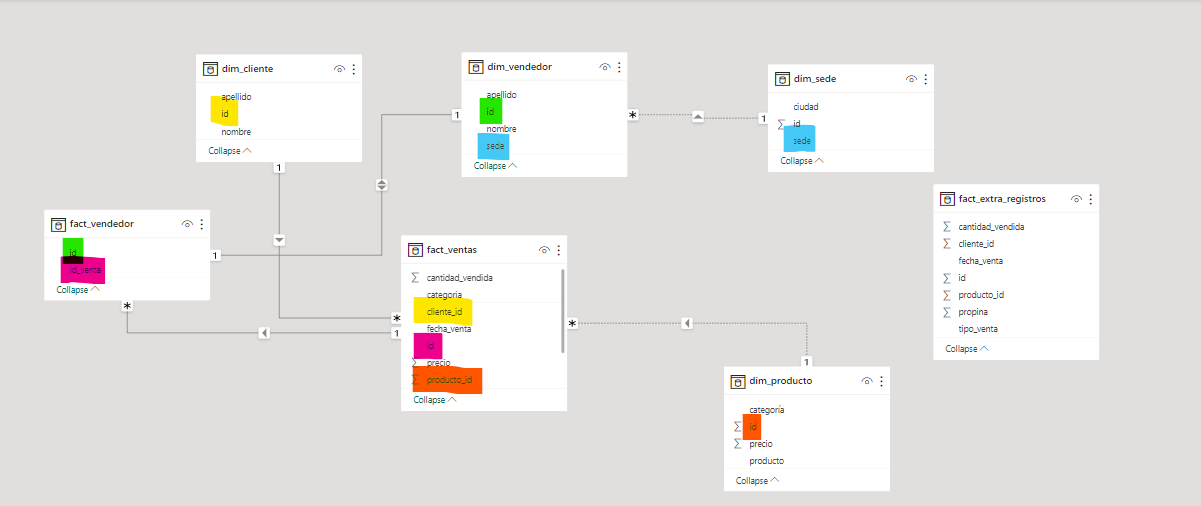 dim_cliente
apellido
id
nombre
Collapse
dim_vendedor
apellido
id
nombre
sede
Collapse
dim_sede
ciudad
id
sede
Collapse
1
*
1
1
fact_vendedor
id
id_venta
Collapse
1
*
fact_ventas
cantidad_vendida
categoria
cliente_id
fecha_venta
id
precio
producto_id
Collapse
*
1
*
1
dim_producto
categoría
id
precio
producto
Collapse
fact_extra_registros
cantidad_vendida
cliente_id
fecha_venta
id
producto_id
propina
tipo_venta
Collapse